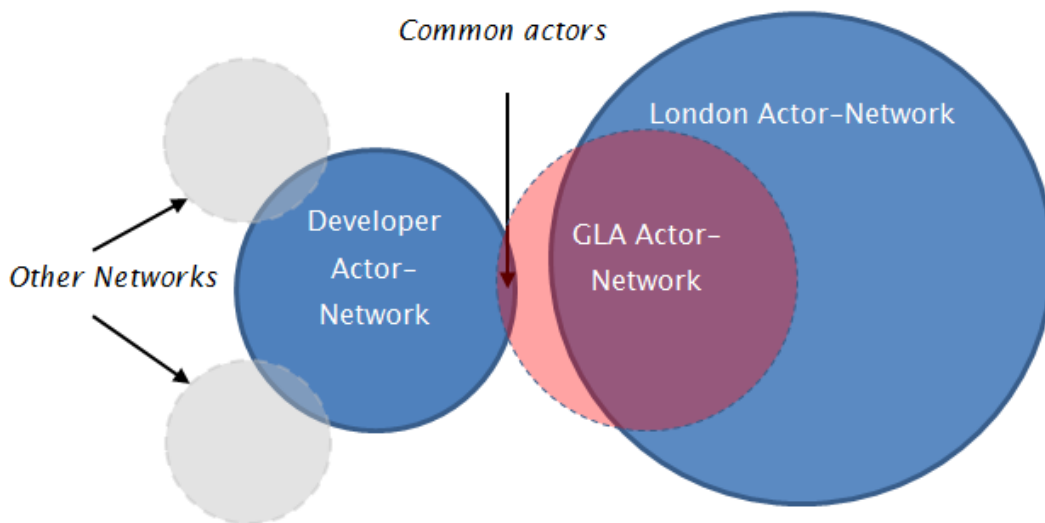 Common actors
London Actor–Network
Developer
Actor–
Network
GLA Actor–
Network
Other Networks